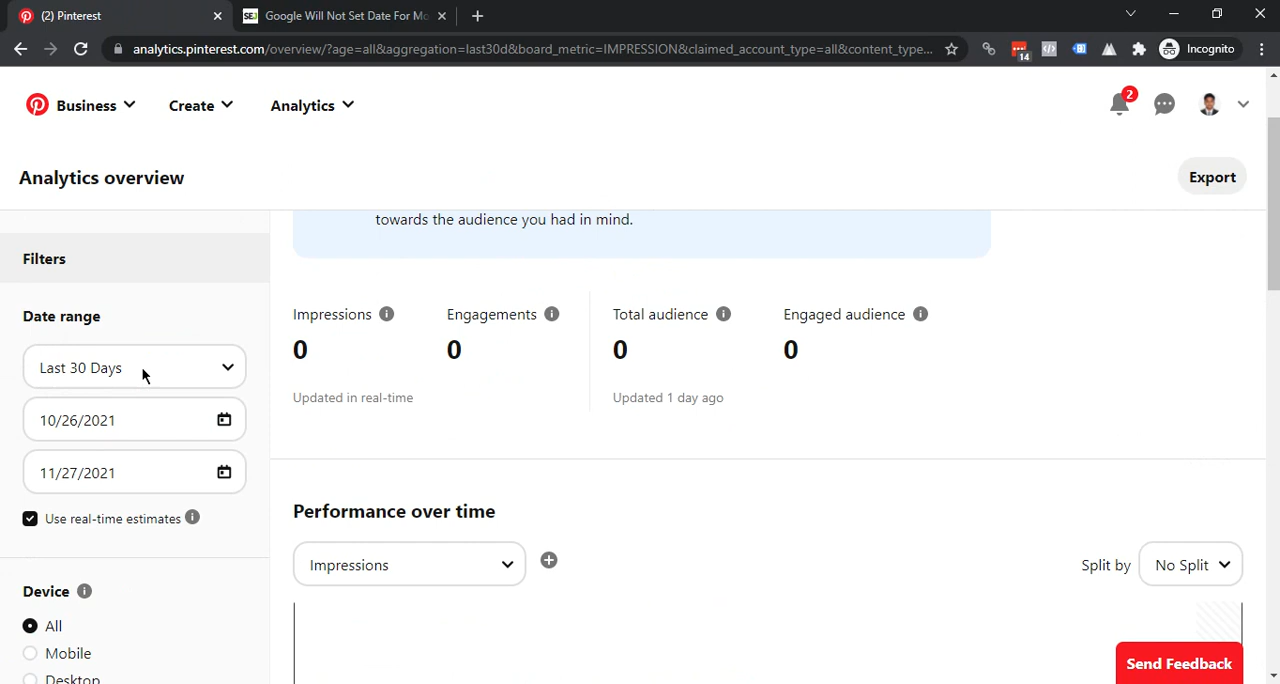 (2) Pinterest
SEJ Google Will Not Set Date For Mo
analytics.pinterest.com/overview/?age=all&aggregation=last30d&board_metric=IMPRESSION&claimed_account_type=all&content_type...
14
Incognito
Business
Create
Analytics
2
Analytics overview
Export
towards the audience you had in mind.
Filters
Date range
Last 30 Days
10/26/2021
11/27/2021
Use real-time estimates
Device
All
Mobile
Desktop
Impressions
Engagements
Total audience
Engaged audience
0
0
0
0
Updated in real-time
Updated 1 day ago
Performance over time
Impressions
Split by
No Split
Send Feedback